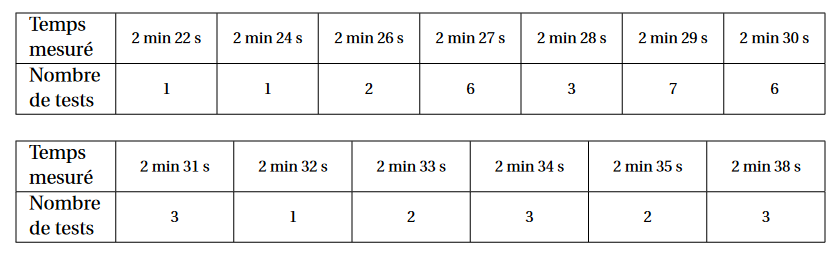 Temps mesuré 2 min 22 s 2 min 24 s 2 min 26 s 2 min 27 s 2 min 28 s 2 min 29 s 2 min 30 s
Nombre de tests 1 1 2 6 3 7 6
Temps mesuré 2 min 31 s 2 min 32 s 2 min 33 s 2 min 34 s 2 min 35 s 2 min 38 s
Nombre de tests 3 1 2 3 2 3